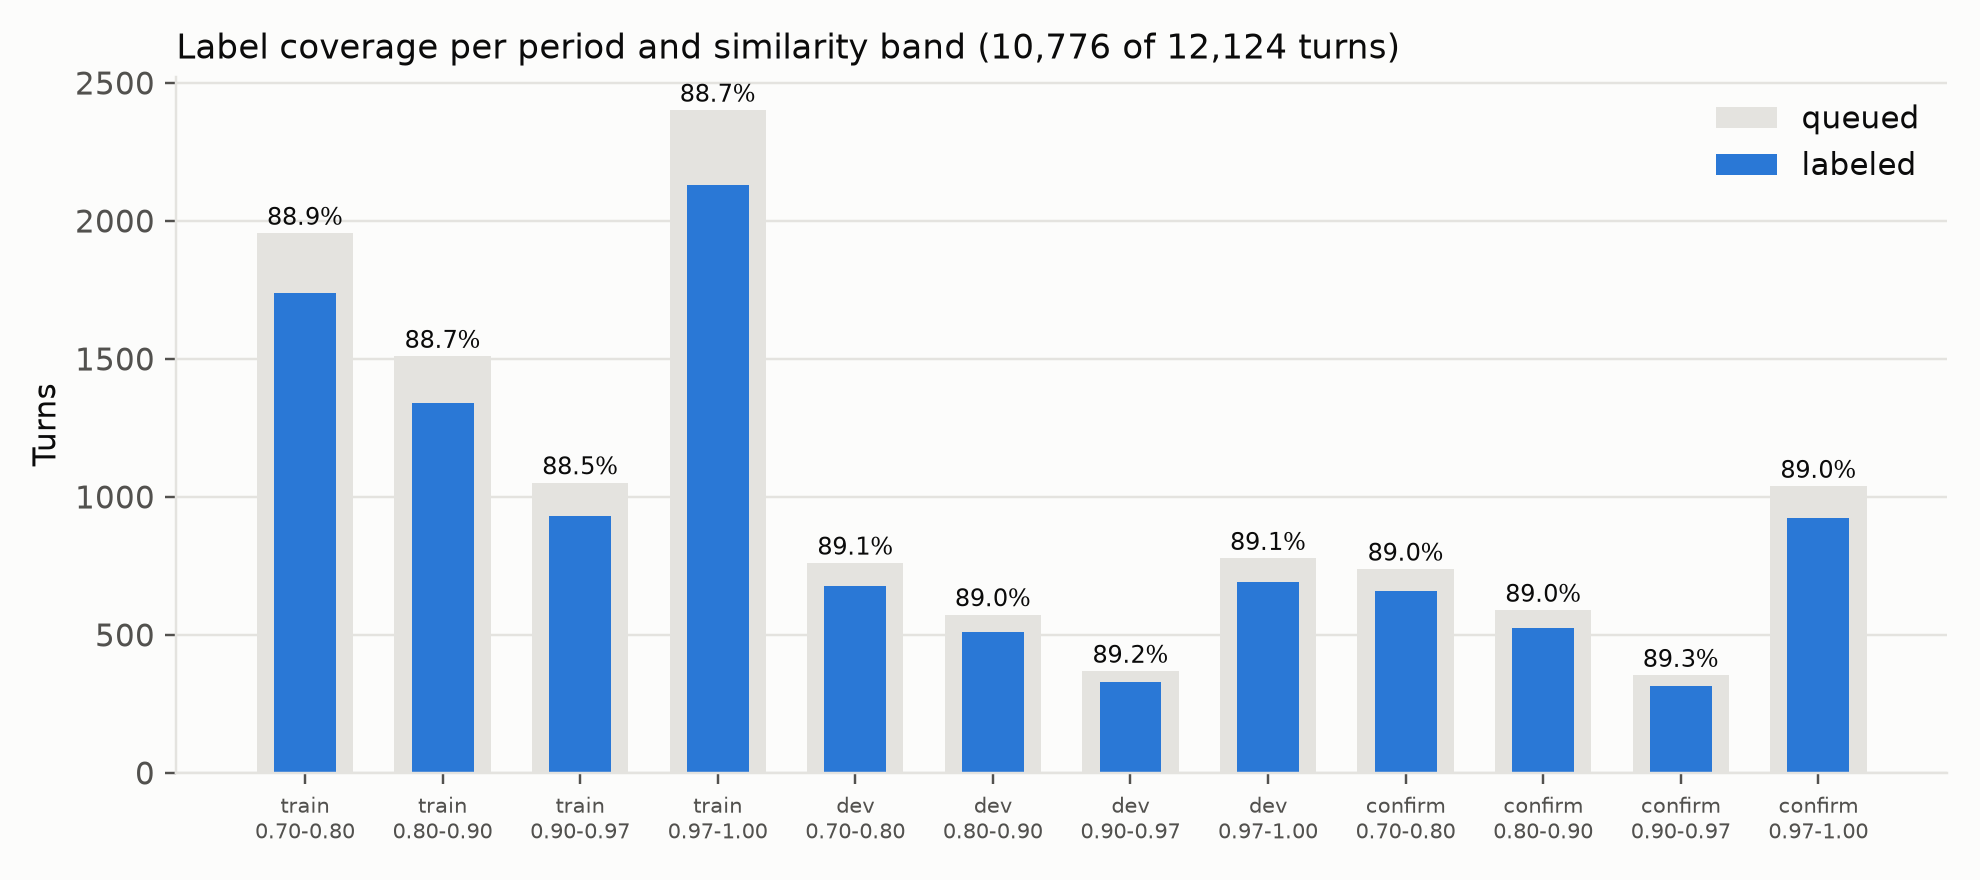 Label coverage per period and similarity band (10,776 of 12,124 turns)
2500
2000
1500
1000
500
0
Turns
queued
labeled
88.9%
88.7%
88.5%
88.7%
89.1%
89.0%
89.2%
89.1%
89.0%
89.0%
89.3%
89.0%
train
0.70-0.80
train
0.80-0.90
train
0.90-0.97
train
0.97-1.00
dev
0.70-0.80
dev
0.80-0.90
dev
0.90-0.97
dev
0.97-1.00
confirm
0.70-0.80
confirm
0.80-0.90
confirm
0.90-0.97
confirm
0.97-1.00